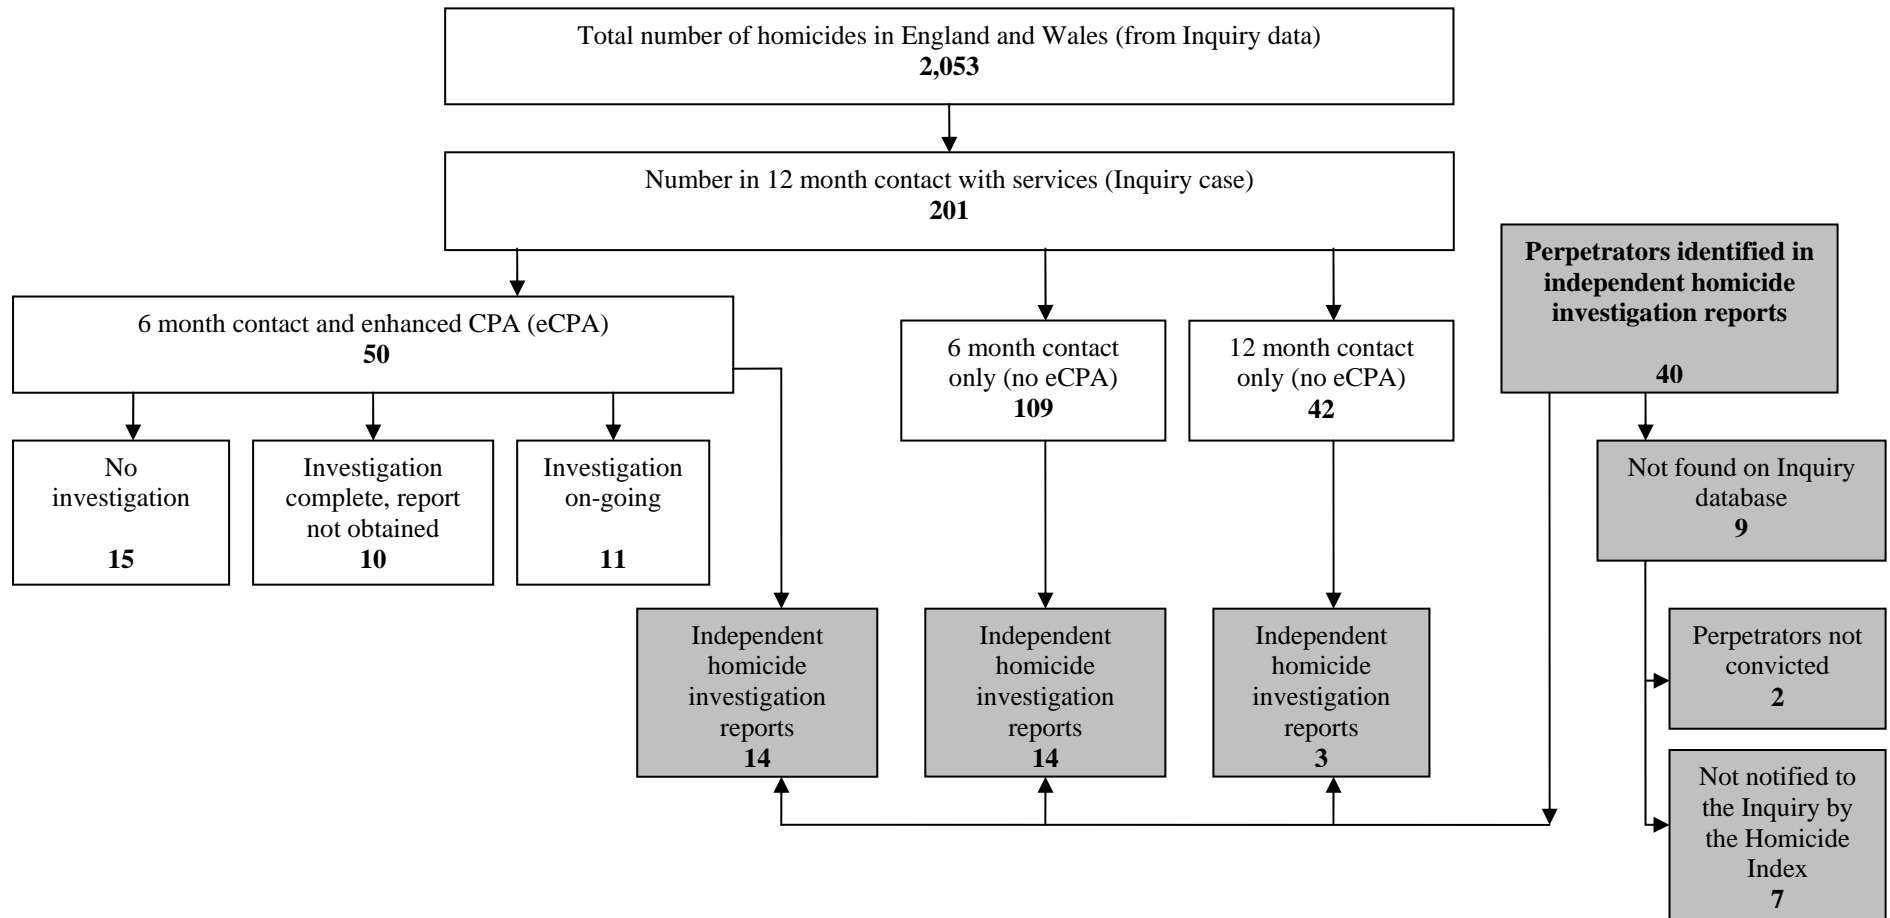 Total number of homicides in England and Wales (from Inquiry data)
2,053
Number in 12 month contact with services (Inquiry case)
201
Perpetrators identified in
independent homicide
investigation reports
40
6 month contact and enhanced CPA (eCPA)
50
6 month contact
only (no eCPA)
109
12 month contact
only (no eCPA)
42
No
investigation
15
Investigation
complete, report
not obtained
10
Investigation
on-going
11
Not found on Inquiry
database
9
Independent
homicide
investigation
reports
14
Independent
homicide
investigation
reports
14
Independent
homicide
investigation
reports
3
Perpetrators not
convicted
2
Not notified to
the Inquiry by
the Homicide
Index
7